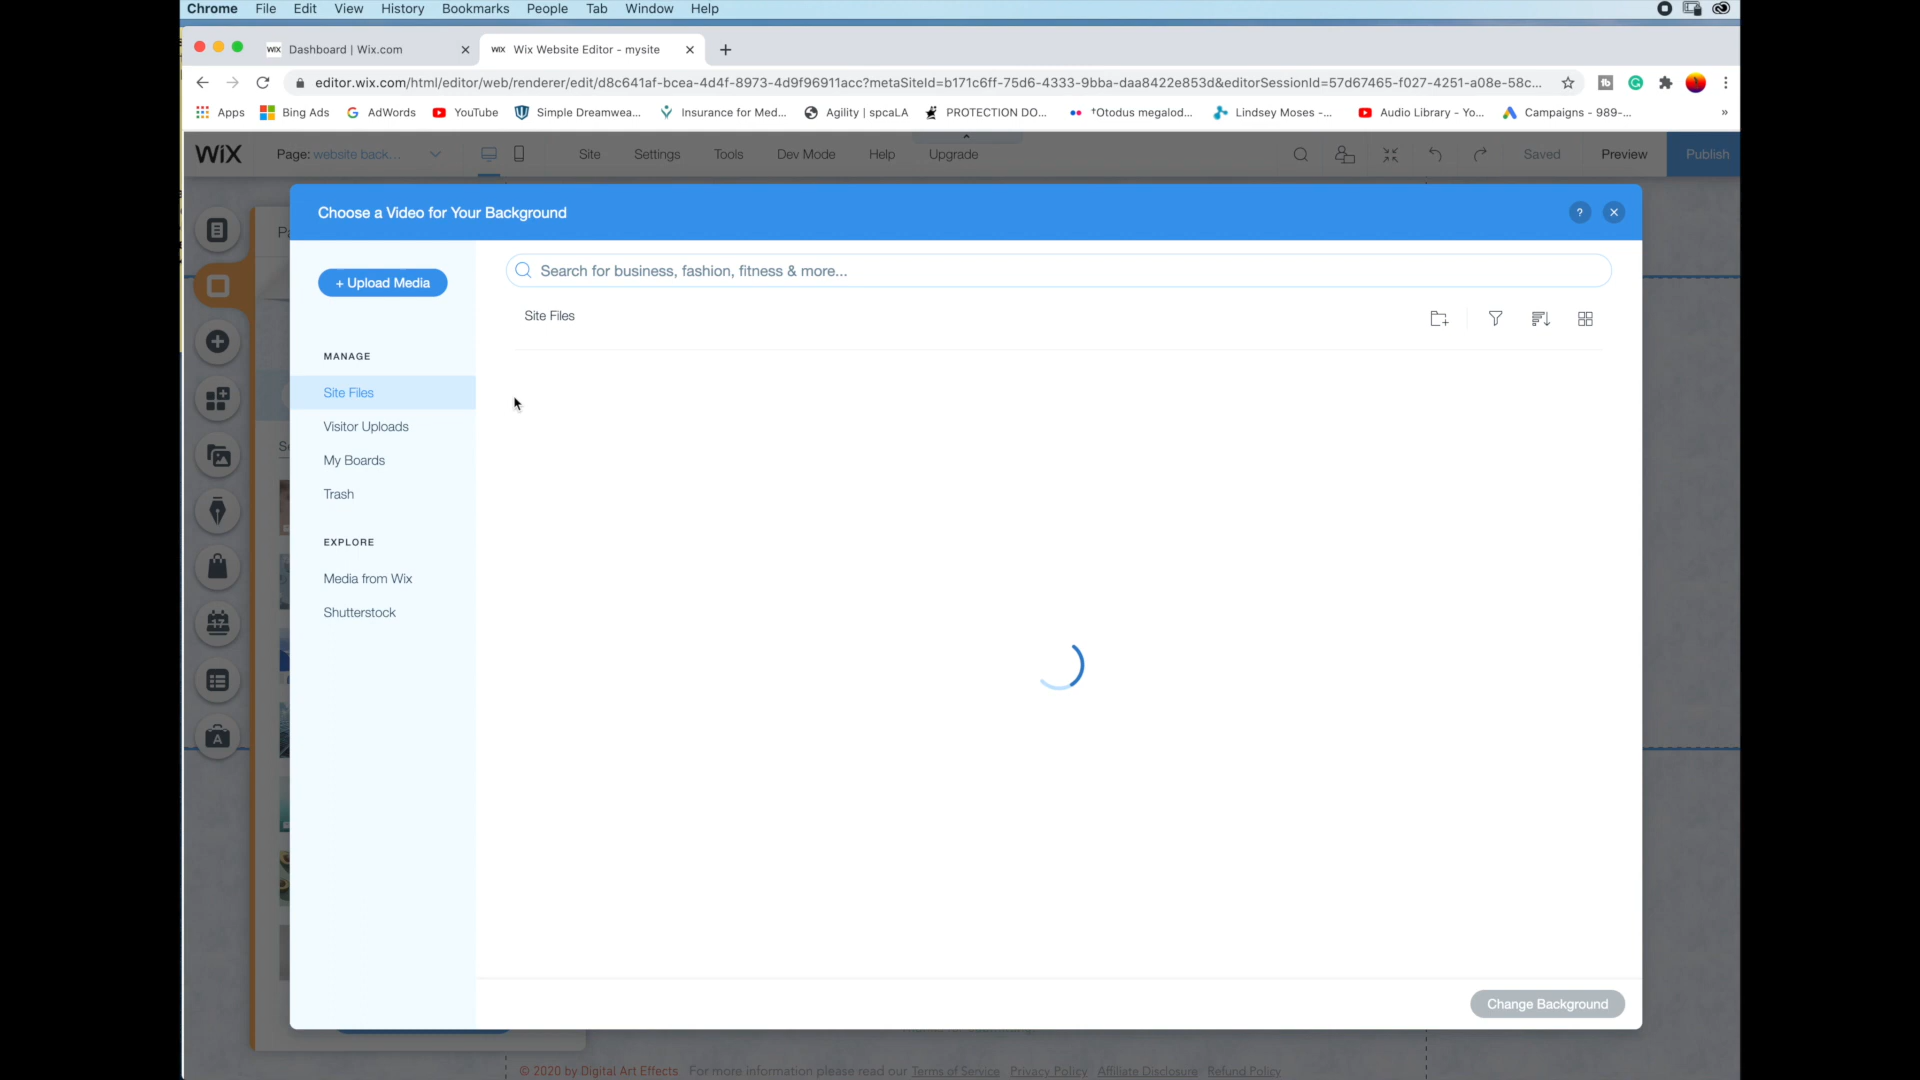 Chrome File Edit View History Bookmarks People Tab Window Help
WiX Dashboard | Wix.com WiX Wix Website Editor - mysite
editor.wix.com/html/editor/web/renderer/edit/d8c641af-bcea-4d4f-8973-4d9f96911acc?metaSiteId=b171c6ff-75d6-4333-9bba-daa8422e853d&editorSessionId=57d67465-f027-4251-a08e-58c...
Apps Bing Ads AdWords YouTube Simple Dreamwea... Insurance for Med... Agility | spcaLA PROTECTION DO... †Otodus megalod... Lindsey Moses -... Audio Library - Yo... Campaigns - 989-... »
WiX Page: website back... Site Settings Tools Dev Mode Help Upgrade Saved Preview Publish
Choose a Video for Your Background ?
+ Upload Media
Search for business, fashion, fitness & more...
Site Files
MANAGE
Site Files
Visitor Uploads
My Boards
Trash
EXPLORE
Media from Wix
Shutterstock
Change Background
© 2020 by Digital Art Effects For more information please read our Terms of Service Privacy Policy Affiliate Disclosure Refund Policy